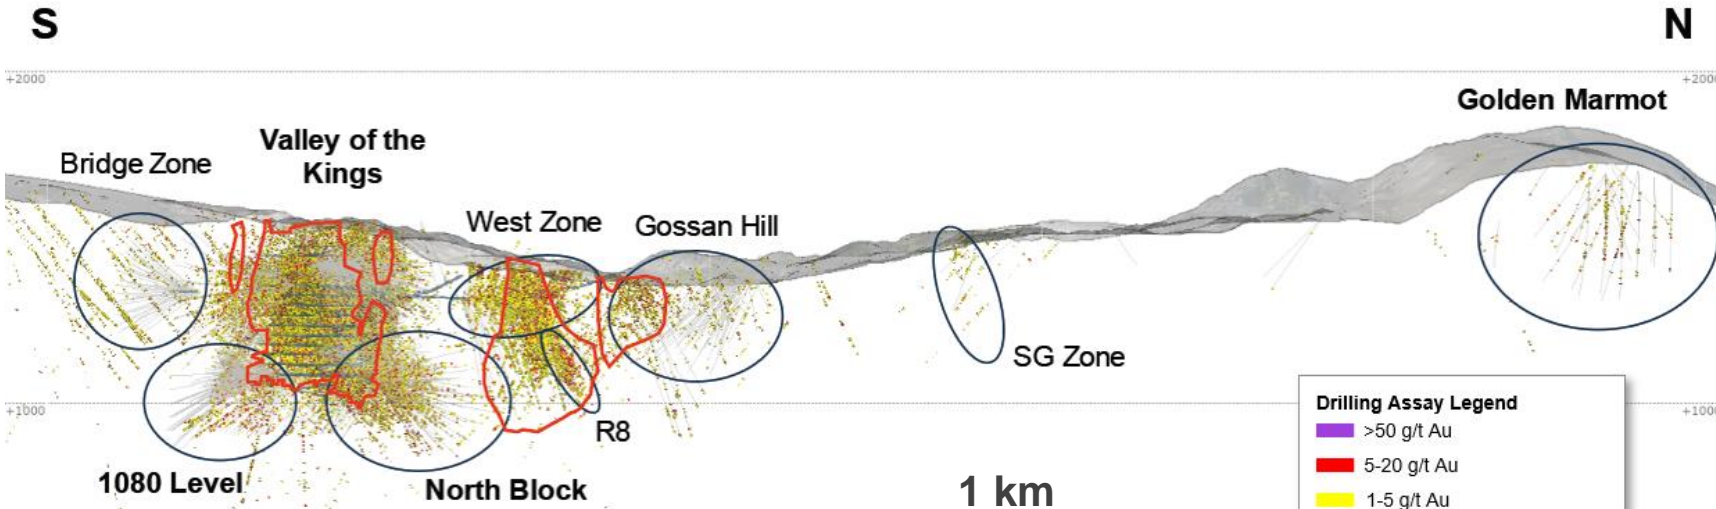 S
N
+2000
+2000
Golden Marmot
Valley of the
Kings
Bridge Zone
West Zone
Gossan Hill
SG Zone
+1000
+1000
R8
1080 Level
North Block
1 km
Drilling Assay Legend
>50 g/t Au
5-20 g/t Au
1-5 g/t Au